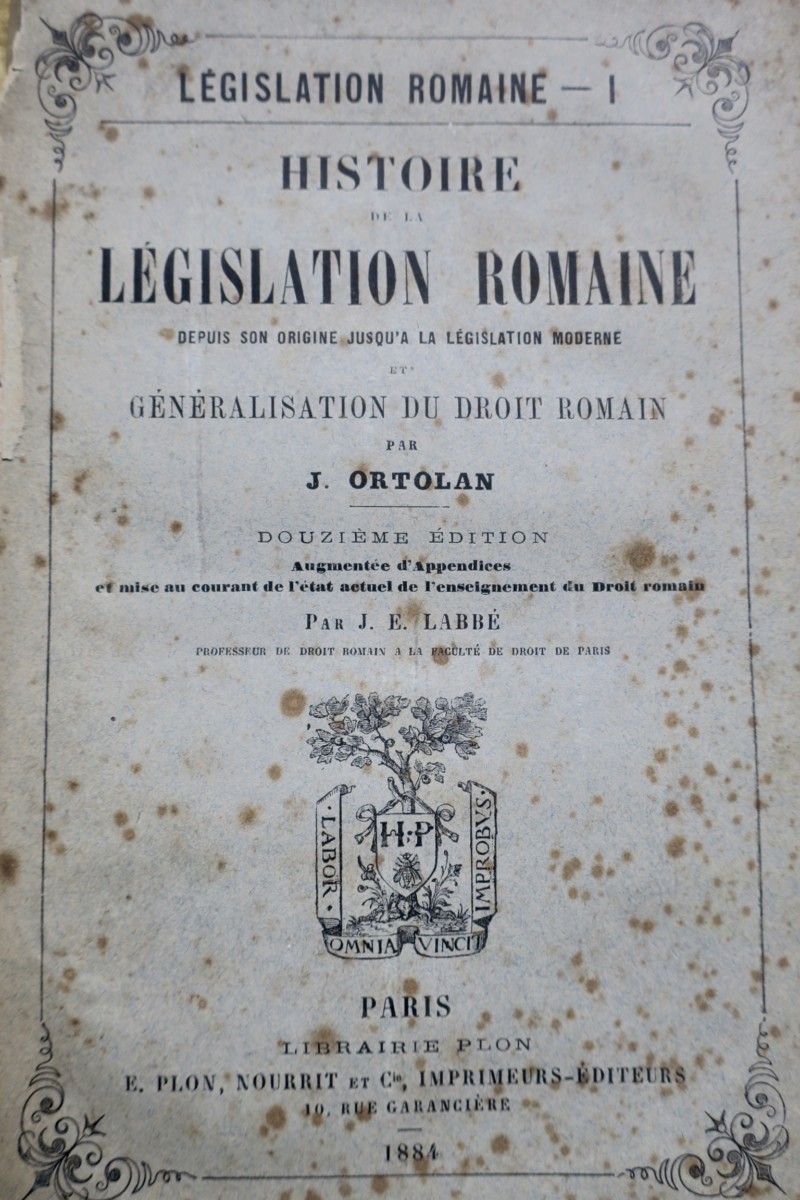 LÉGISLATION ROMAINE — I
HISTOIRE
DE LA
LÉGISLATION ROMAINE
DEPUIS SON ORIGINE JUSQU'A LA LÉGISLATION MODERNE
ET
GÉNÉRALISATION DU DROIT ROMAIN
PAR
J. ORTOLAN
DOUZIÈME ÉDITION
Augmentée d'Appendices
et mise au courant de l'état actuel de l'enseignement du Droit romain
PAR J. E. LABBÉ
PROFESSEUR DE DROIT ROMAIN A LA FACULTÉ DE DROIT DE PARIS
H·P
·LABOR·
IMPROBVS·
OMNIA VINCIT
PARIS
LIBRAIRIE PLON
E. PLON, NOURRIT ET Cie, IMPRIMEURS-ÉDITEURS
10, RUE GARANCIÈRE
1884